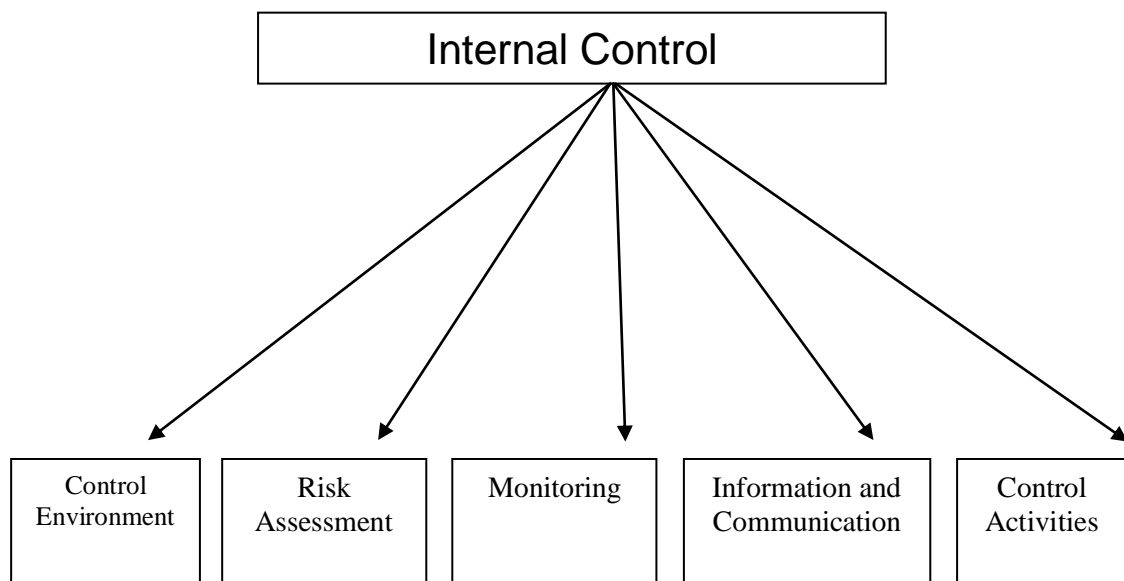 Internal Control
Control
Environment
Risk
Assessment
Monitoring
Information and
Communication
Control
Activities